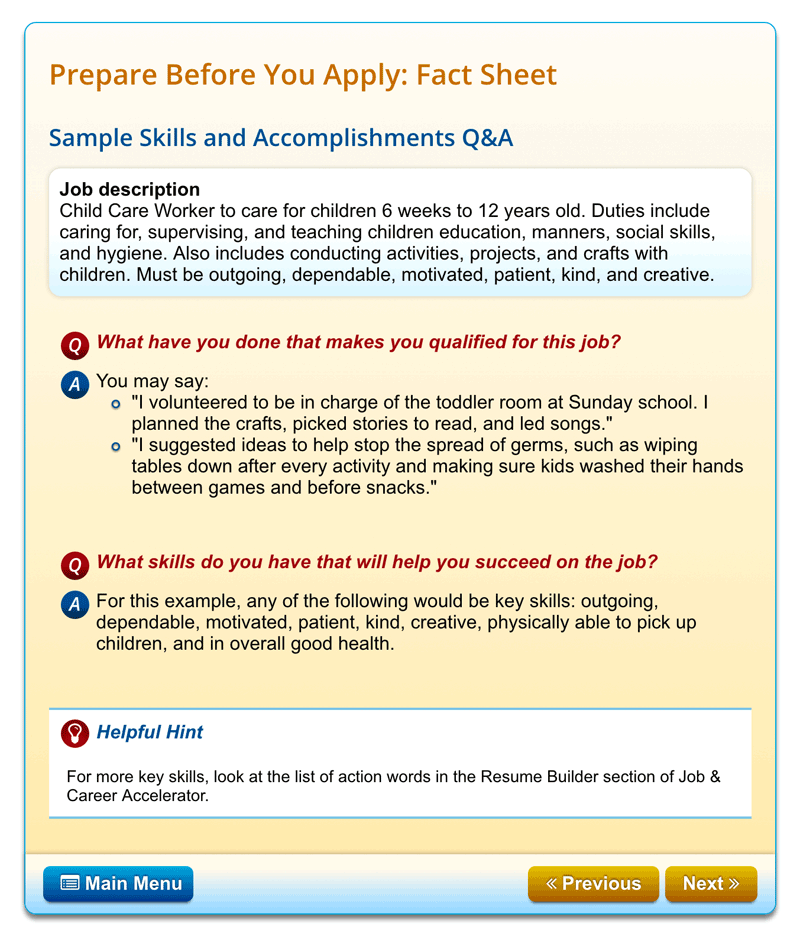 Prepare Before You Apply: Fact Sheet
Sample Skills and Accomplishments Q&A
Job description
Child Care Worker to care for children 6 weeks to 12 years old. Duties include
caring for, supervising, and teaching children education, manners, social skills,
and hygiene. Also includes conducting activities, projects, and crafts with
children. Must be outgoing, dependable, motivated, patient, kind, and creative.
Q What have you done that makes you qualified for this job?
A You may say:
"I volunteered to be in charge of the toddler room at Sunday school. I
planned the crafts, picked stories to read, and led songs."
"I suggested ideas to help stop the spread of germs, such as wiping
tables down after every activity and making sure kids washed their hands
between games and before snacks."
Q What skills do you have that will help you succeed on the job?
A For this example, any of the following would be key skills: outgoing,
dependable, motivated, patient, kind, creative, physically able to pick up
children, and in overall good health.
Helpful Hint
For more key skills, look at the list of action words in the Resume Builder section of Job &
Career Accelerator.
Main Menu « Previous Next »